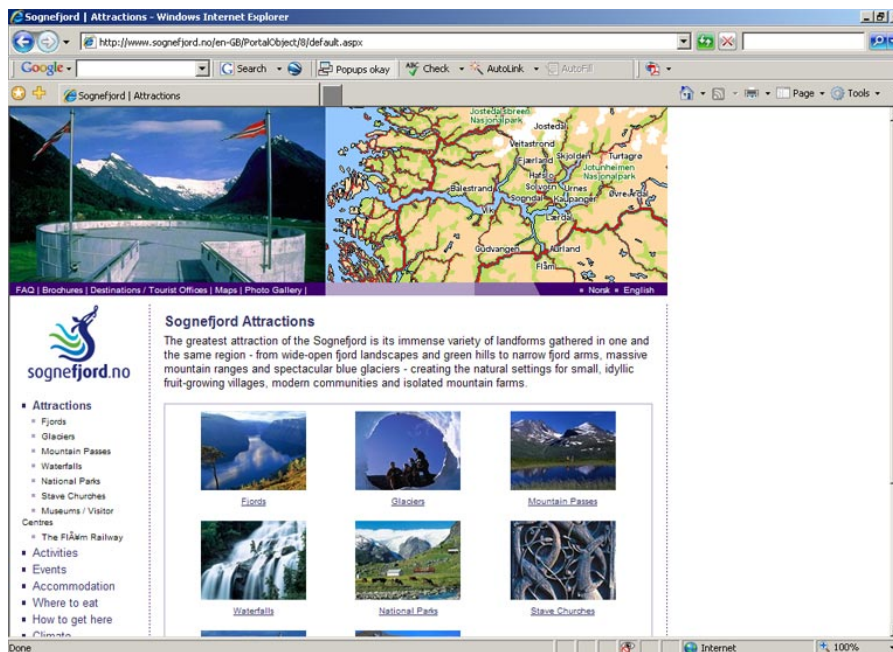 Sognefjord | Attractions - Windows Internet Explorer
http://www.sognefjord.no/en-GB/PortalObject/8/default.aspx
Google Search Popups okay Check AutoLink AutoFill
Sognefjord | Attractions Page Tools
Jostedalsbreen
Nasjonalpark
Jostedal
Veitastrond
Fjærland Skjolden Turtagrø
Jotunheimen
Nasjonalpark
Hafslo
Solvorn Urnes
Øvre Årdal
Balestrand Sogndal Kaupanger
Vik
Lærdal
Gudvangen Aurland
Flåm
FAQ | Brochures | Destinations / Tourist Offices | Maps | Photo Gallery |
Norsk English
sognefjord.no
Sognefjord Attractions
The greatest attraction of the Sognefjord is its immense variety of landforms gathered in one and
the same region - from wide-open fjord landscapes and green hills to narrow fjord arms, massive
mountain ranges and spectacular blue glaciers - creating the natural settings for small, idyllic
fruit-growing villages, modern communities and isolated mountain farms.
Attractions
Fjords
Glaciers
Mountain Passes
Waterfalls
National Parks
Stave Churches
Museums / Visitor
Centres
The FlÃ¥m Railway
Activities
Events
Accommodation
Where to eat
How to get here
Climate
Fjords
Glaciers
Mountain Passes
Waterfalls
National Parks
Stave Churches
Done
Internet
100%